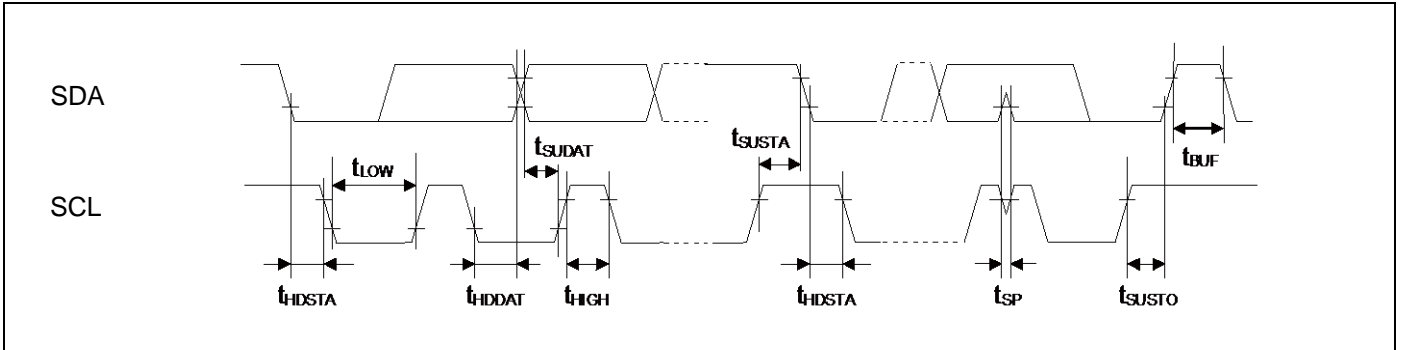 SDA
tSUDAT
tSUSTA
tLOW
tBUF
SCL
tHDSTA
tHDDAT
tHIGH
tHDSTA
tSP
tSUSTO